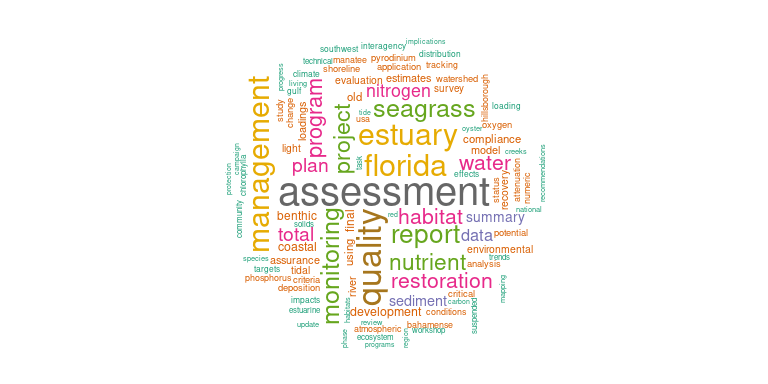 implications
southwest interagency
distribution
technical manatee pyrodinium
shoreline application tracking
progress
climate
living
gulf
evaluation estimates watershed
survey
nitrogen
old
study
change
loadings
program
management
seagrass
hillsborough
loading
tide
usa
project
estuary
oyster
oxygen
compliance
light
model creeks
plan
task
florida
water
effects
protection
campaign
chlorophylla
status
recovery
attenuation
numeric
recommendations
assessment
national
community
benthic
solids
monitoring
final
quality
red
habitat
summary
total
report
data
potential
coastal
using
environmental
trends
species
assurance
nutrient
analysis
targets
tidal
phosphorus
criteria
deposition
river
restoration
mapping
critical
impacts
sediment
carbon
estuarine
habitats
development
conditions
suspended
update
review
atmospheric
bahamense
workshop
phase
ecosystem
programs
region